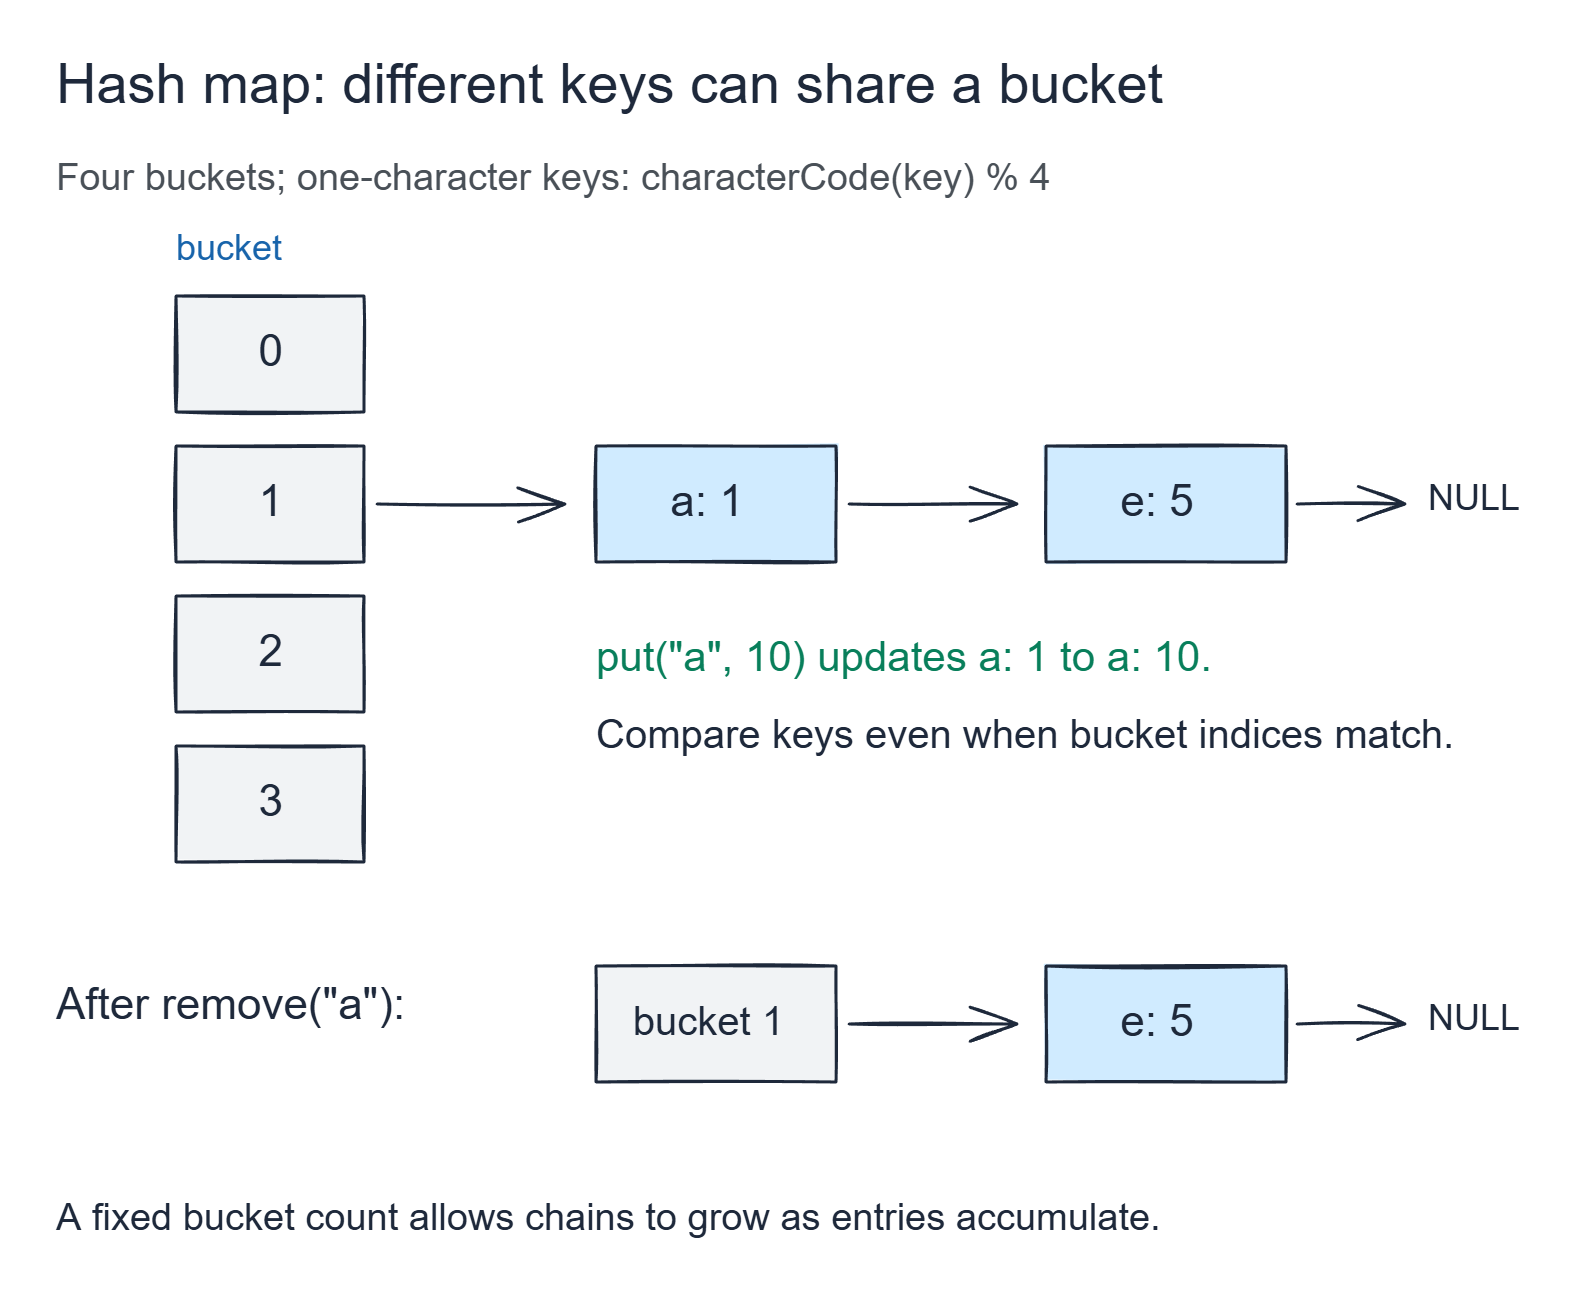 Hash map: different keys can share a bucket
Four buckets; one-character keys: characterCode(key) % 4
bucket
0
1
a: 1
e: 5
NULL
2
put("a", 10) updates a: 1 to a: 10.
Compare keys even when bucket indices match.
3
After remove("a"):
bucket 1
e: 5
NULL
A fixed bucket count allows chains to grow as entries accumulate.